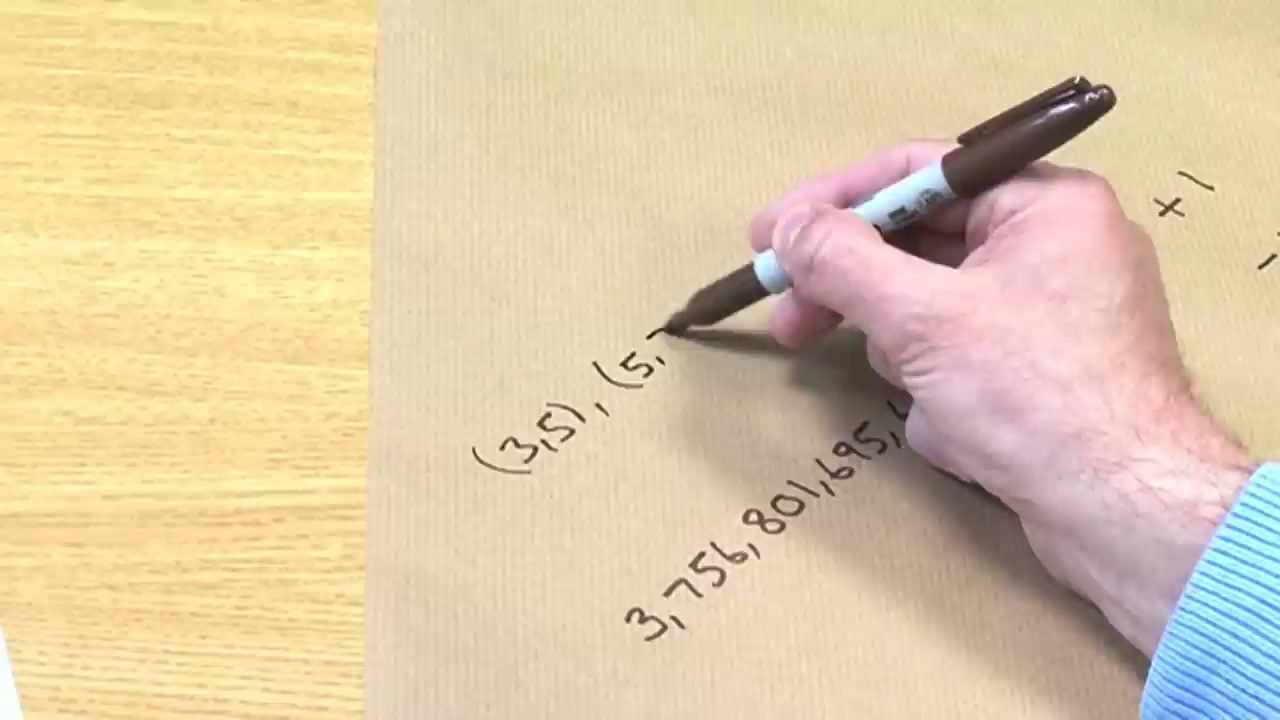 + 1
-
(3,5), (5,
3,756,801,695,